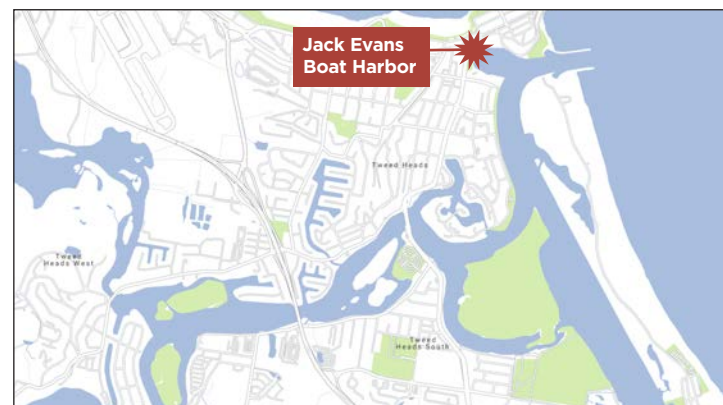 Jack Evans
Boat Harbor
Tweed Heads
Tweed
Heads West
Tweed
Heads South